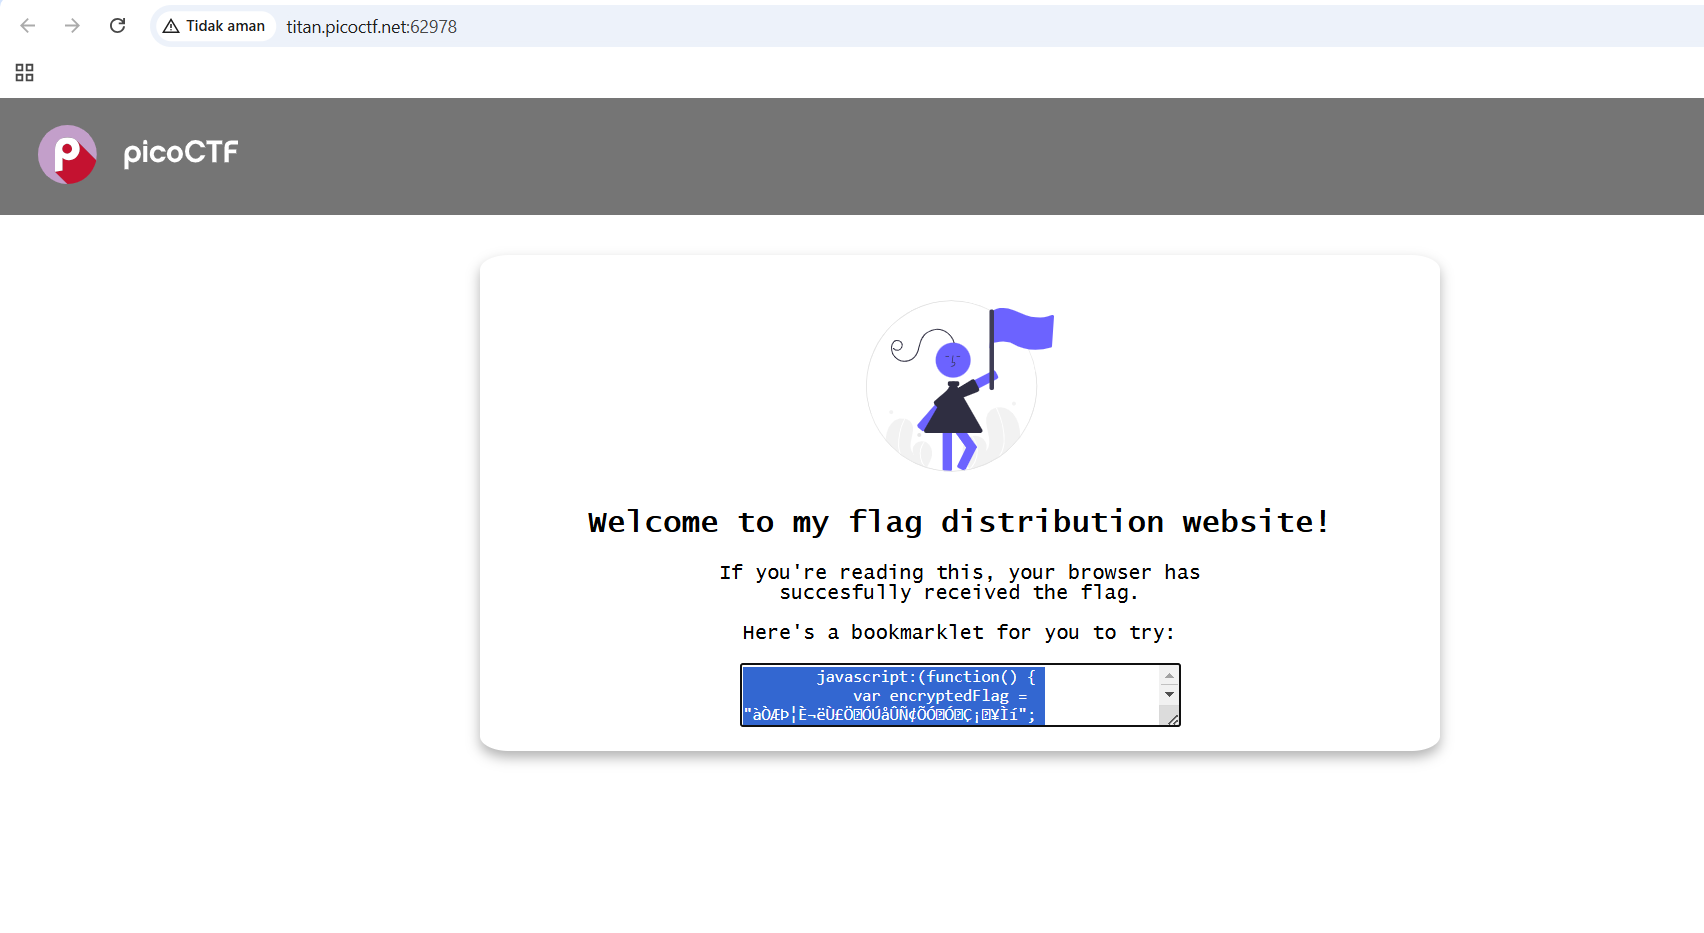 Tidak aman
titan.picoctf.net:62978
picoCTF
Welcome to my flag distribution website!
If you're reading this, your browser has
succesfully received the flag.
Here's a bookmarklet for you to try:
javascript:(function() {
var encryptedFlag =
"àÒÆÞ¦È¬ëÙ£ÖÓÚåÛÑ¢ÕÓÓÇ¡¥Ìí";